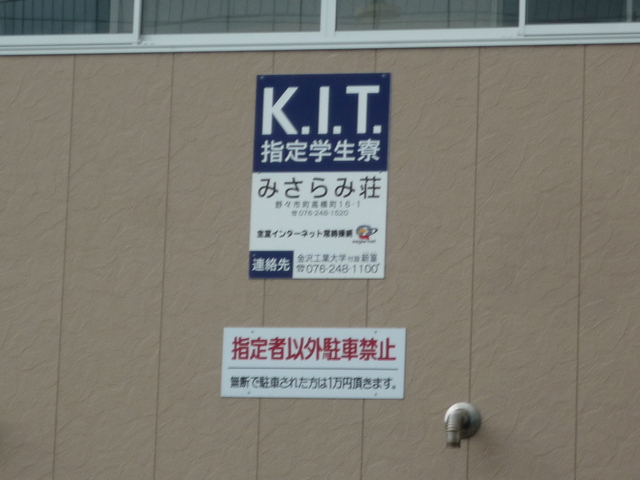 K.I.T.
指定学生寮
みさらみ荘
野々市町高橋町16-1
☎076-248-1520
全室インターネット常時接続
連絡先
金沢工業大学
☎076-248-1100
指定者以外駐車禁止
無断で駐車された方は1万円頂きます。